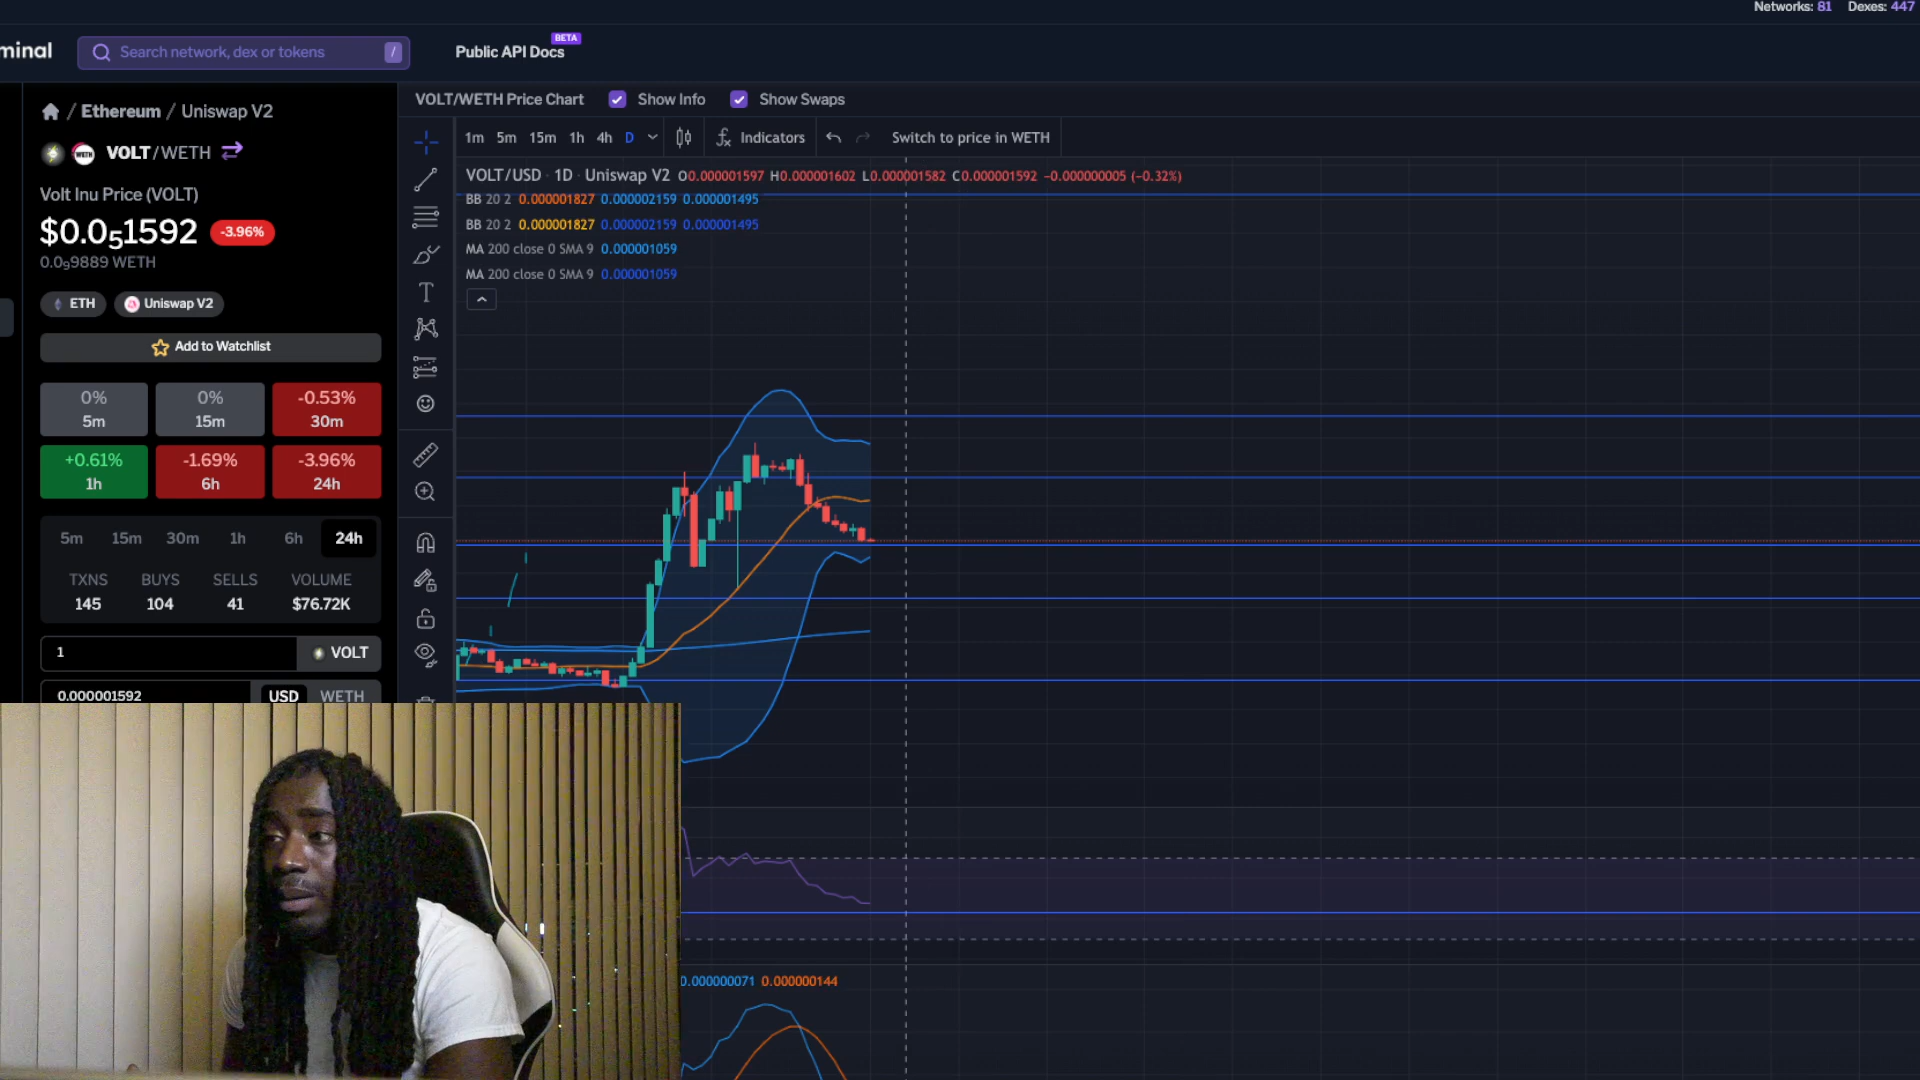 Networks: 81 Dexes: 447
minal
Search network, dex or tokens /
Public API Docs BETA
/ Ethereum / Uniswap V2
VOLT/WETH
Volt Inu Price (VOLT)
$0.0₅1592 -3.96%
0.0₉9889 WETH
ETH Uniswap V2
Add to Watchlist
0% 0% -0.53%
5m 15m 30m
+0.61% -1.69% -3.96%
1h 6h 24h
5m 15m 30m 1h 6h 24h
TXNS BUYS SELLS VOLUME
145 104 41 $76.72K
1 VOLT
0.000001592 USD WETH
VOLT/WETH Price Chart Show Info Show Swaps
1m 5m 15m 1h 4h D Indicators Switch to price in WETH
VOLT/USD · 1D · Uniswap V2 O0.000001597 H0.000001602 L0.000001582 C0.000001592 −0.000000005 (−0.32%)
BB 20 2 0.000001827 0.000002159 0.000001495
BB 20 2 0.000001827 0.000002159 0.000001495
MA 200 close 0 SMA 9 0.000001059
MA 200 close 0 SMA 9 0.000001059
0.000000071 0.000000144
WETH